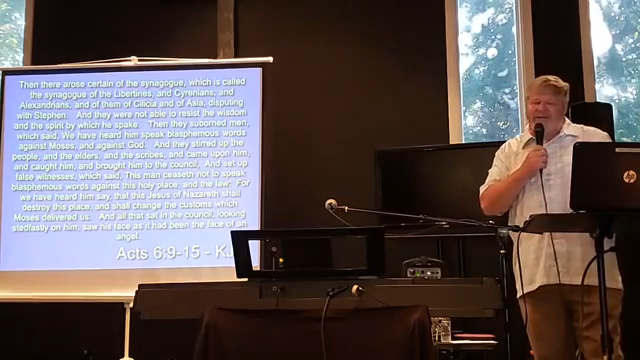 Then there arose certain of the synagogue, which is called
the synagogue of the Libertines, and Cyrenians, and
Alexandrians, and of them of Cilicia and of Asia, disputing
with Stephen. And they were not able to resist the wisdom
and the spirit by which he spake. Then they suborned men,
which said, We have heard him speak blasphemous words
against Moses, and against God. And they stirred up the
people, and the elders, and the scribes, and came upon him,
and caught him, and brought him to the council, And set up
false witnesses, which said, This man ceaseth not to speak
blasphemous words against this holy place, and the law: For
we have heard him say, that this Jesus of Nazareth shall
destroy this place, and shall change the customs which
Moses delivered us. And all that sat in the council, looking
stedfastly on him, saw his face as it had been the face of an
angel.
Acts 6:9-15 - KJ
hp